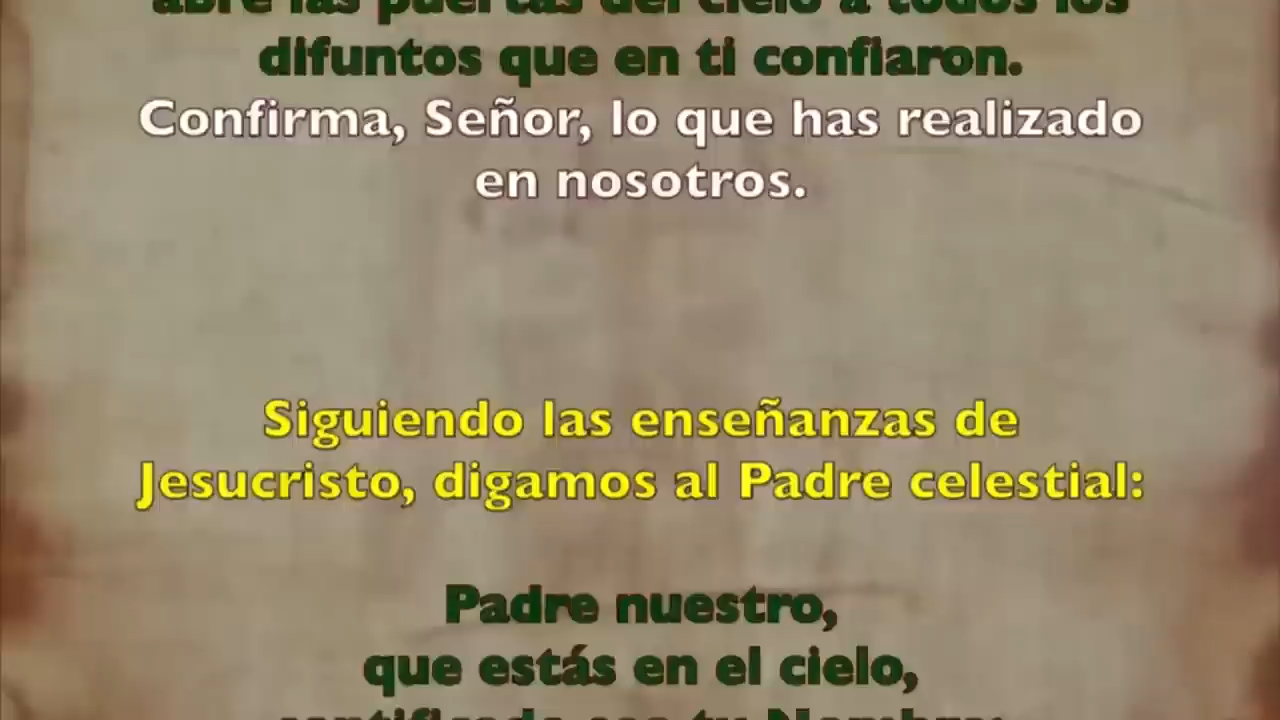 abre las puertas del cielo a todos los
difuntos que en ti confiaron.
Confirma, Señor, lo que has realizado
en nosotros.
Siguiendo las enseñanzas de
Jesucristo, digamos al Padre celestial:
Padre nuestro,
que estás en el cielo,
santificado sea tu Nombre;